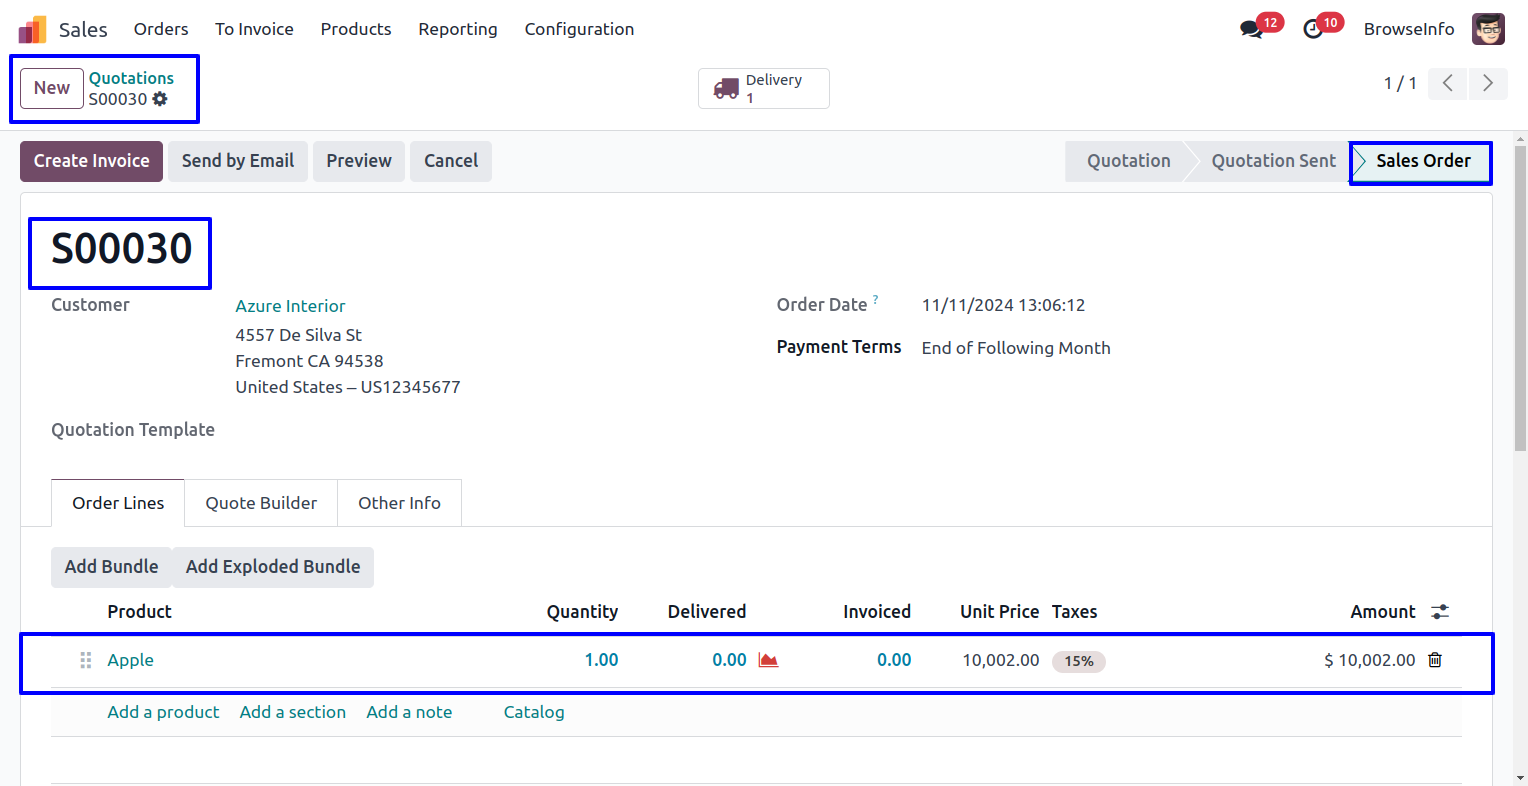 Sales Orders To Invoice Products Reporting Configuration 12 10 BrowseInfo
New Quotations
S00030
Delivery
1
1 / 1
Create Invoice Send by Email Preview Cancel Quotation Quotation Sent Sales Order
S00030
Customer Azure Interior
4557 De Silva St
Fremont CA 94538
United States – US12345677
Order Date ? 11/11/2024 13:06:12
Payment Terms End of Following Month
Quotation Template
Order Lines Quote Builder Other Info
Add Bundle Add Exploded Bundle
Product Quantity Delivered Invoiced Unit Price Taxes Amount
Apple 1.00 0.00 0.00 10,002.00 15% $ 10,002.00
Add a product Add a section Add a note Catalog